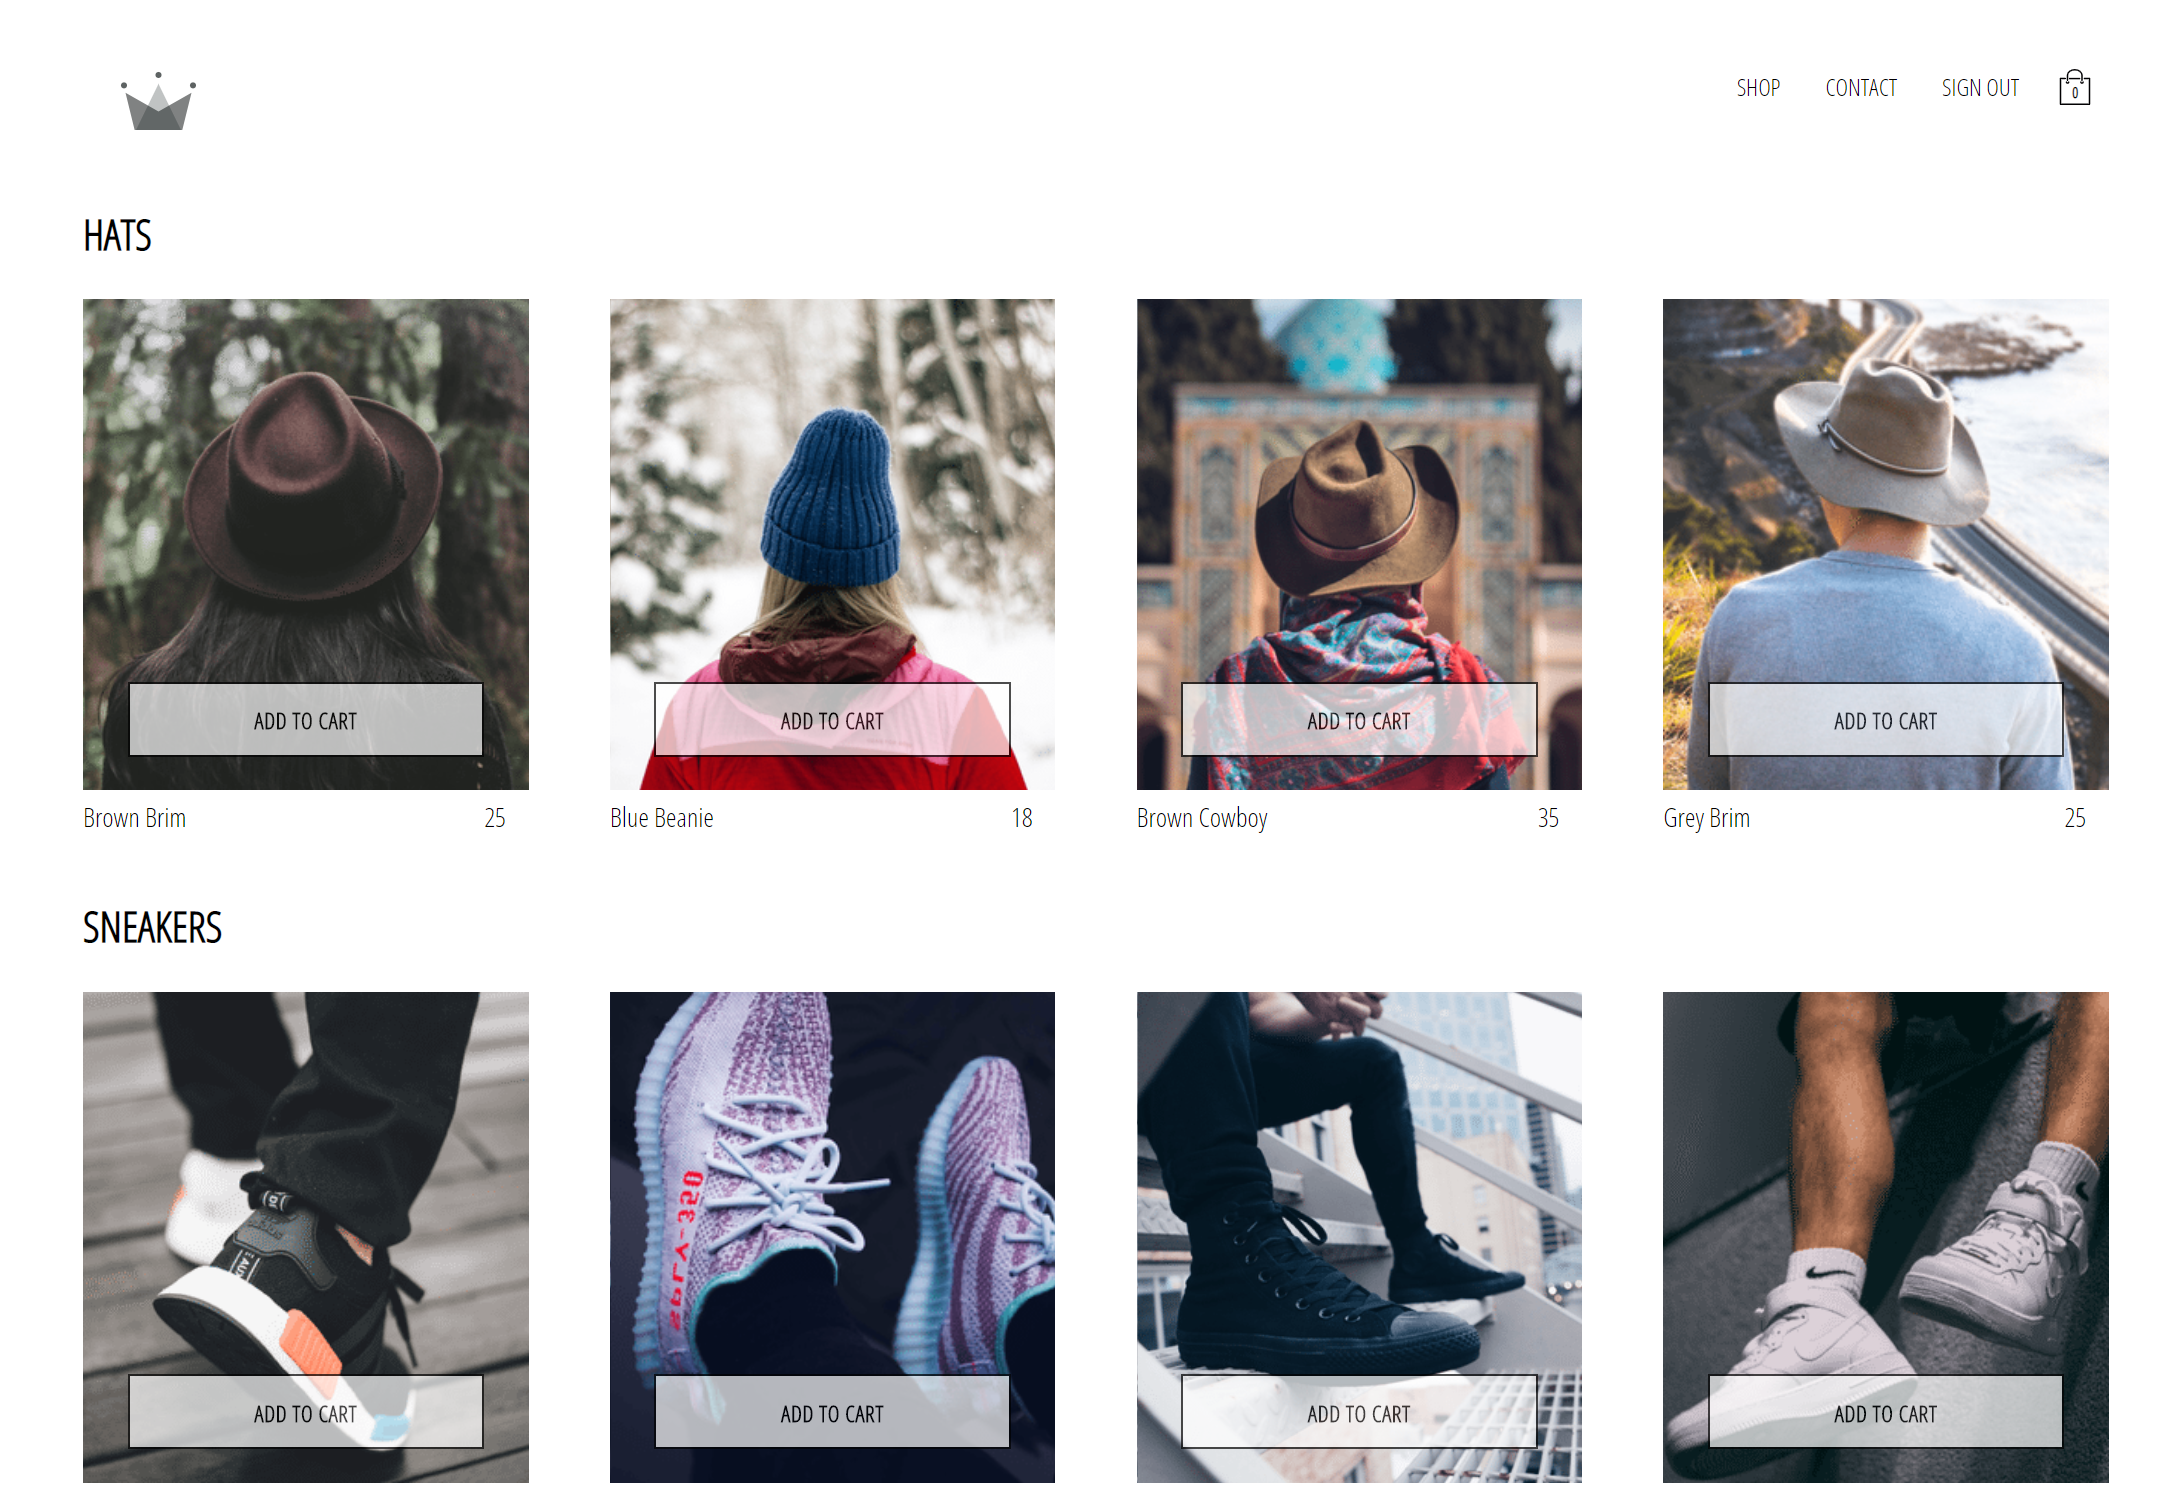 SHOP CONTACT SIGN OUT 0
HATS
ADD TO CART ADD TO CART ADD TO CART ADD TO CART
Brown Brim 25 Blue Beanie 18 Brown Cowboy 35 Grey Brim 25
SNEAKERS
ADD TO CART ADD TO CART ADD TO CART ADD TO CART